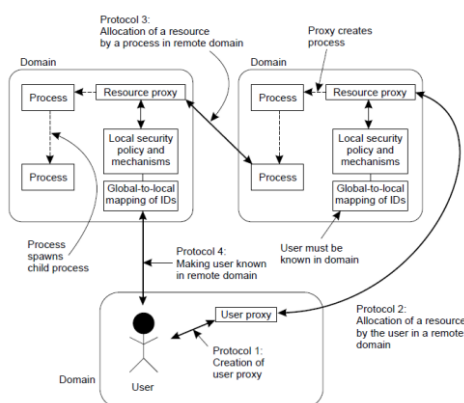 Protocol 3:
Allocation of a resource
by a process in remote domain
Proxy creates
process
Domain
Process
Resource proxy
Local security
policy and
mechanisms
Process
Global-to-local
mapping of IDs
Domain
Process
Resource proxy
Local security
policy and
mechanisms
Process
Global-to-local
mapping of IDs
Process
spawns
child process
Protocol 4:
Making user known
in remote domain
User must be
known in domain
User proxy
Protocol 1:
Creation of
user proxy
Domain
User
Protocol 2:
Allocation of a resource
by the user in a remote
domain